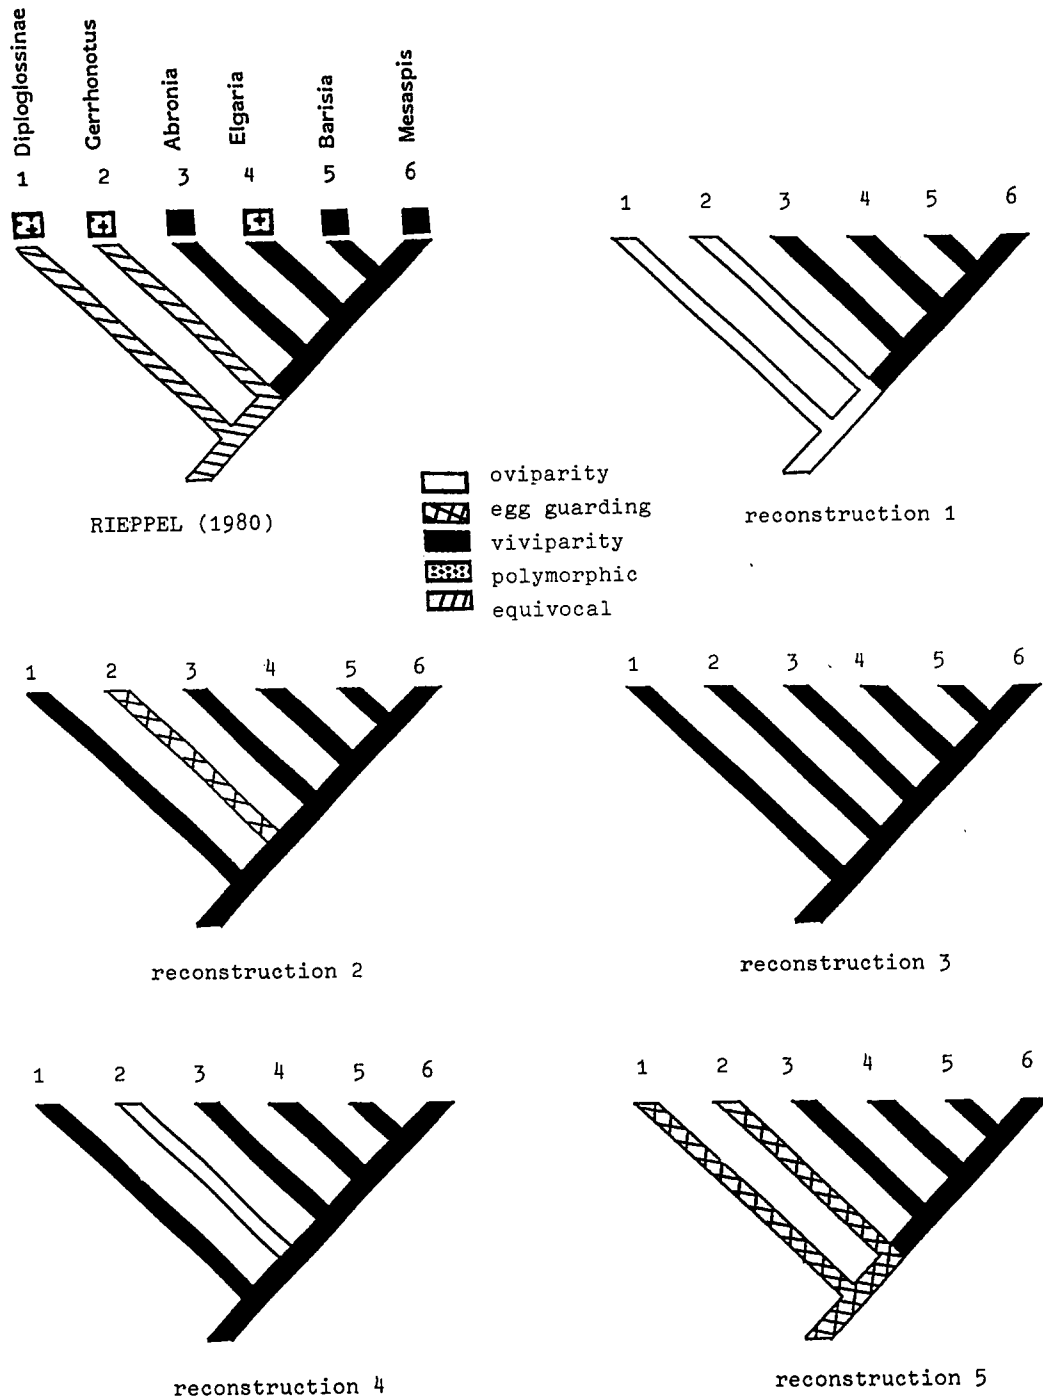 Diploglossinae
Gerrhonotus
Abronia
Elgaria
Barisia
Mesaspis
1 2 3 4 5 6
1 2 3 4 5 6
RIEPPEL (1980)
oviparity
egg guarding
viviparity
polymorphic
equivocal
reconstruction 1
1 2 3 4 5 6
1 2 3 4 5 6
reconstruction 2
reconstruction 3
1 2 3 4 5 6
1 2 3 4 5 6
reconstruction 4
reconstruction 5